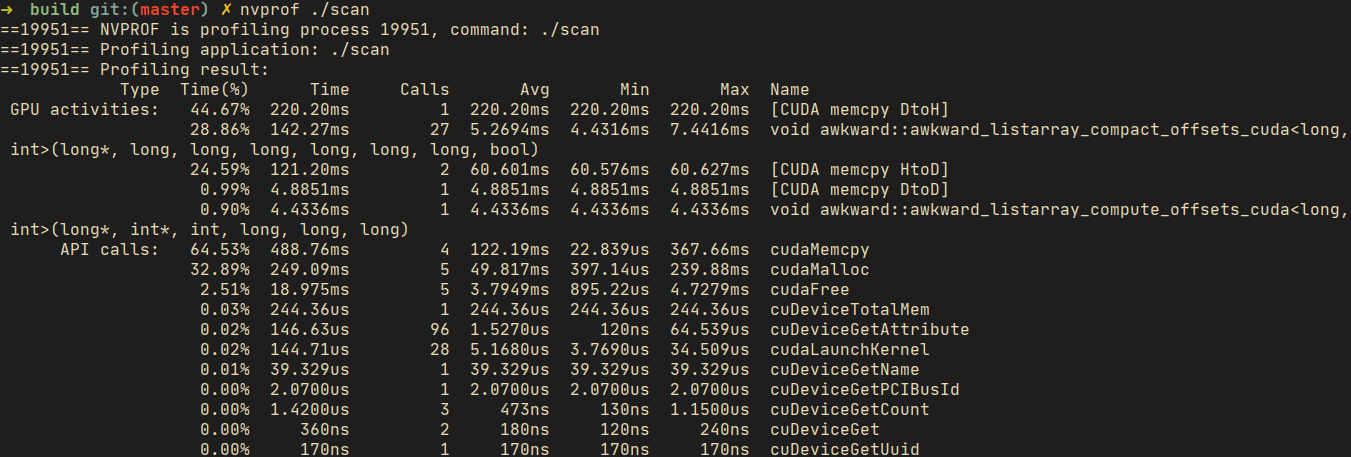 → build git:(master) ✗ nvprof ./scan
==19951== NVPROF is profiling process 19951, command: ./scan
==19951== Profiling application: ./scan
==19951== Profiling result:
            Type  Time(%)      Time     Calls       Avg       Min       Max  Name
 GPU activities:   44.67%  220.20ms         1  220.20ms  220.20ms  220.20ms  [CUDA memcpy DtoH]
                   28.86%  142.27ms        27  5.2694ms  4.4316ms  7.4416ms  void awkward::awkward_listarray_compact_offsets_cuda<long,
 int>(long*, long, long, long, long, long, long, bool)
                   24.59%  121.20ms         2  60.601ms  60.576ms  60.627ms  [CUDA memcpy HtoD]
                    0.99%  4.8851ms         1  4.8851ms  4.8851ms  4.8851ms  [CUDA memcpy DtoD]
                    0.90%  4.4336ms         1  4.4336ms  4.4336ms  4.4336ms  void awkward::awkward_listarray_compute_offsets_cuda<long,
 int>(long*, int*, int, long, long, long)
      API calls:   64.53%  488.76ms         4  122.19ms  22.839us  367.66ms  cudaMemcpy
                   32.89%  249.09ms         5  49.817ms  397.14us  239.88ms  cudaMalloc
                    2.51%  18.975ms         5  3.7949ms  895.22us  4.7279ms  cudaFree
                    0.03%  244.36us         1  244.36us  244.36us  244.36us  cuDeviceTotalMem
                    0.02%  146.63us        96  1.5270us     120ns  64.539us  cuDeviceGetAttribute
                    0.02%  144.71us        28  5.1680us  3.7690us  34.509us  cudaLaunchKernel
                    0.01%  39.329us         1  39.329us  39.329us  39.329us  cuDeviceGetName
                    0.00%  2.0700us         1  2.0700us  2.0700us  2.0700us  cuDeviceGetPCIBusId
                    0.00%  1.4200us         3     473ns     130ns  1.1500us  cuDeviceGetCount
                    0.00%     360ns         2     180ns     120ns     240ns  cuDeviceGet
                    0.00%     170ns         1     170ns     170ns     170ns  cuDeviceGetUuid